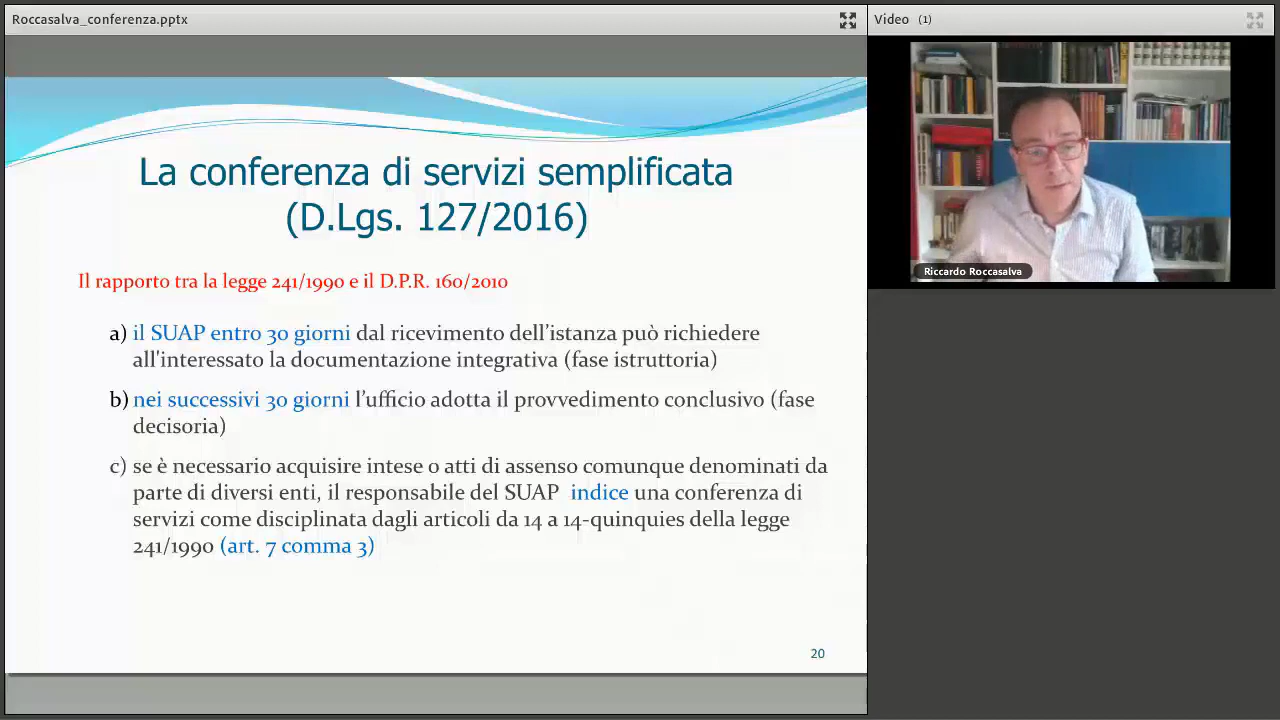 Roccasalva_conferenza.pptx
Video (1)
La conferenza di servizi semplificata
(D.Lgs. 127/2016)
Il rapporto tra la legge 241/1990 e il D.P.R. 160/2010
a) il SUAP entro 30 giorni dal ricevimento dell'istanza può richiedere
all'interessato la documentazione integrativa (fase istruttoria)
b) nei successivi 30 giorni l'ufficio adotta il provvedimento conclusivo (fase
decisoria)
c) se è necessario acquisire intese o atti di assenso comunque denominati da
parte di diversi enti, il responsabile del SUAP indice una conferenza di
servizi come disciplinata dagli articoli da 14 a 14-quinquies della legge
241/1990 (art. 7 comma 3)
20
Riccardo Roccasalva